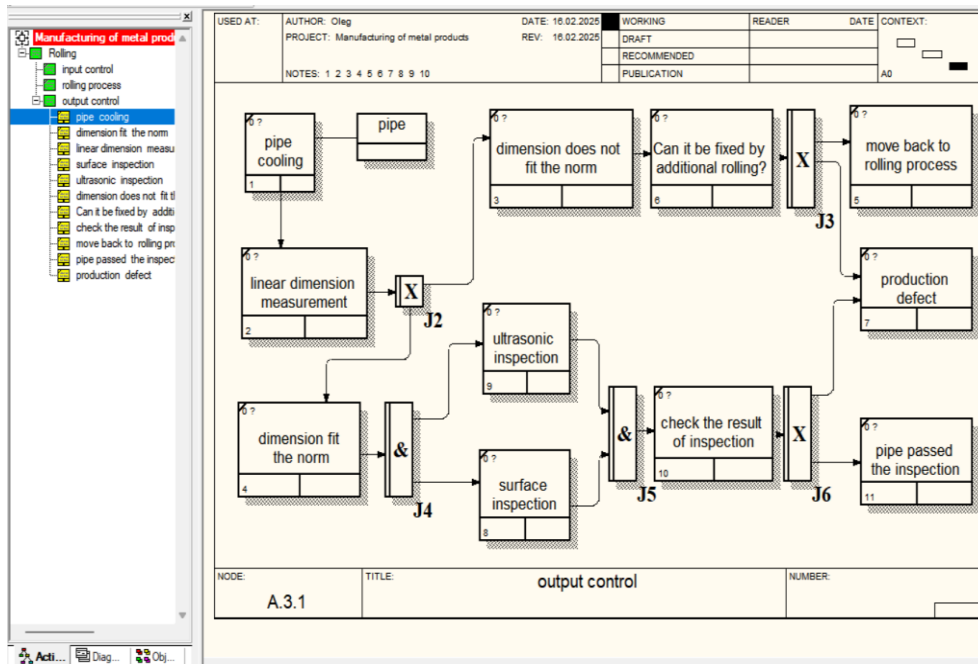 Manufacturing of metal prod
Rolling
input control
rolling process
output control
pipe cooling
dimension fit the norm
linear dimension measu
surface inspection
ultrasonic inspection
dimension does not fit tl
Can it be fixed by additi
check the result of insp
move back to rolling pro
pipe passed the inspect
production defect
Acti...
Diag...
Obj...
USED AT:
AUTHOR: Oleg
DATE: 16.02.2025
PROJECT: Manufacturing of metal products
REV: 16.02.2025
NOTES: 1 2 3 4 5 6 7 8 9 10
WORKING
DRAFT
RECOMMENDED
PUBLICATION
READER
DATE
CONTEXT:
A0
0 ?
pipe
cooling
1
pipe
0 ?
dimension does not
fit the norm
3
0 ?
Can it be fixed by
additional rolling?
6
X
J3
0 ?
move back to
rolling process
5
0 ?
linear dimension
measurement
2
X
J2
0 ?
production
defect
7
0 ?
ultrasonic
inspection
9
0 ?
dimension fit
the norm
4
&
J4
0 ?
surface
inspection
8
&
J5
0 ?
check the result
of inspection
10
X
J6
0 ?
pipe passed
the inspection
11
NODE:
A.3.1
TITLE:
output control
NUMBER: